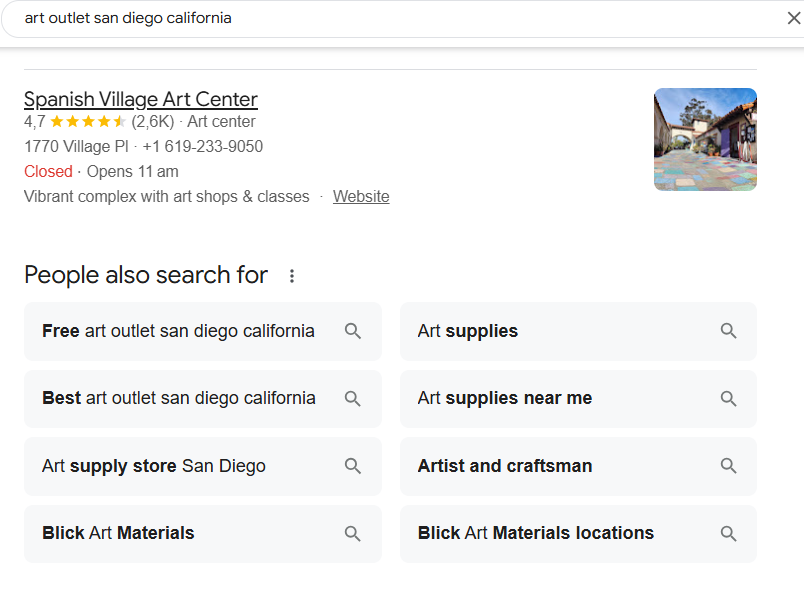 art outlet san diego california
Spanish Village Art Center
4,7 (2,6K) · Art center
1770 Village Pl · +1 619-233-9050
Closed · Opens 11 am
Vibrant complex with art shops & classes · Website
People also search for
Free art outlet san diego california
Art supplies
Best art outlet san diego california
Art supplies near me
Art supply store San Diego
Artist and craftsman
Blick Art Materials
Blick Art Materials locations